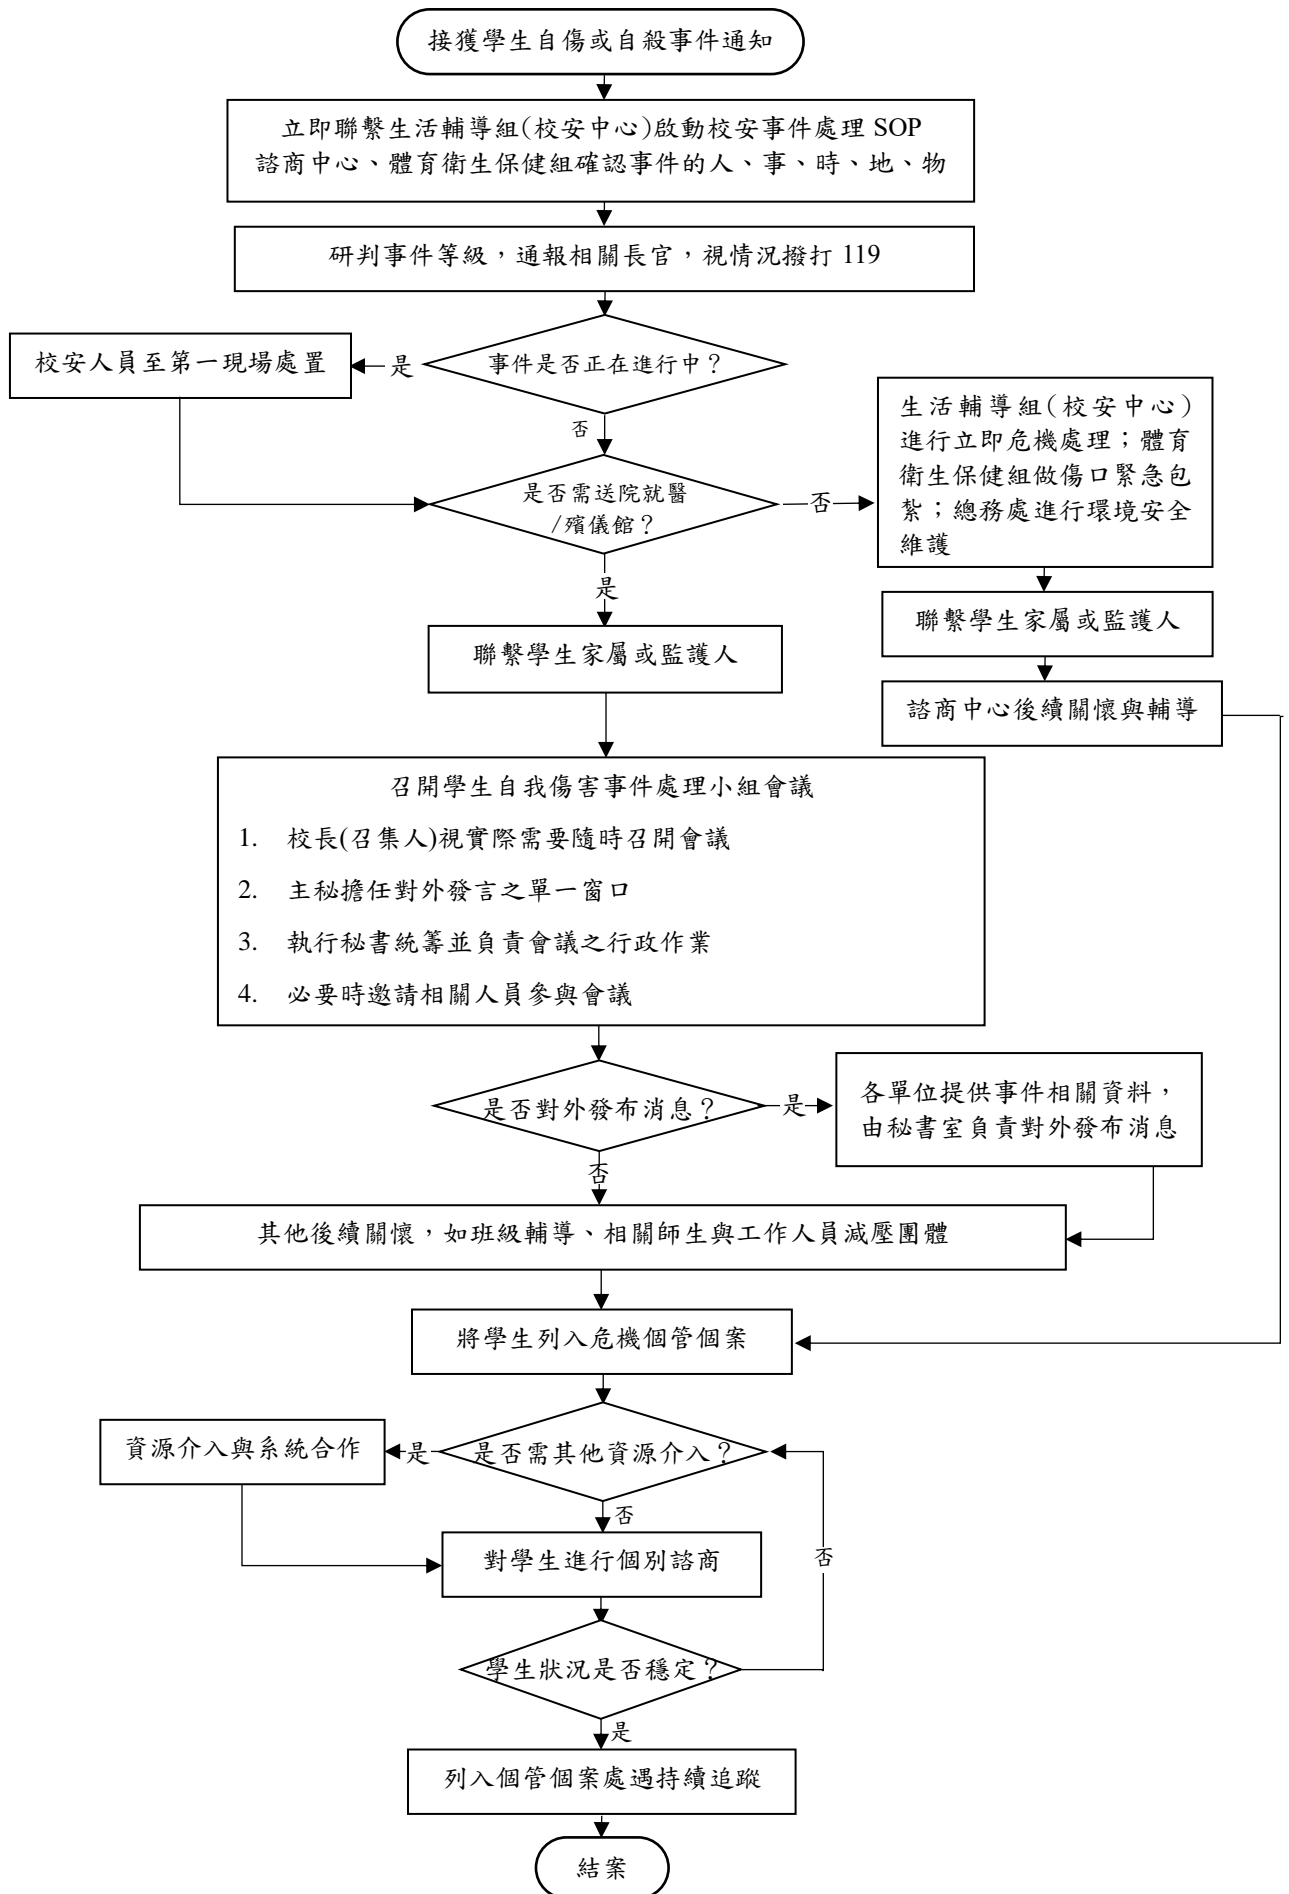 接獲學生自傷或自殺事件通知
立即聯繫生活輔導組(校安中心)啟動校安事件處理 SOP
諮商中心、體育衛生保健組確認事件的人、事、時、地、物
研判事件等級，通報相關長官，視情況撥打 119
事件是否正在進行中？
是
校安人員至第一現場處置
否
是否需送院就醫
/殯儀館？
否
生活輔導組(校安中心)
進行立即危機處理；體育
衛生保健組做傷口緊急包
紮；總務處進行環境安全
維護
聯繫學生家屬或監護人
諮商中心後續關懷與輔導
是
聯繫學生家屬或監護人
召開學生自我傷害事件處理小組會議
1. 校長(召集人)視實際需要隨時召開會議
2. 主秘擔任對外發言之單一窗口
3. 執行秘書統籌並負責會議之行政作業
4. 必要時邀請相關人員參與會議
是否對外發布消息？
是
各單位提供事件相關資料，
由秘書室負責對外發布消息
否
其他後續關懷，如班級輔導、相關師生與工作人員減壓團體
將學生列入危機個管個案
是否需其他資源介入？
是
資源介入與系統合作
否
對學生進行個別諮商
學生狀況是否穩定？
否
是
列入個管個案處遇持續追蹤
結案